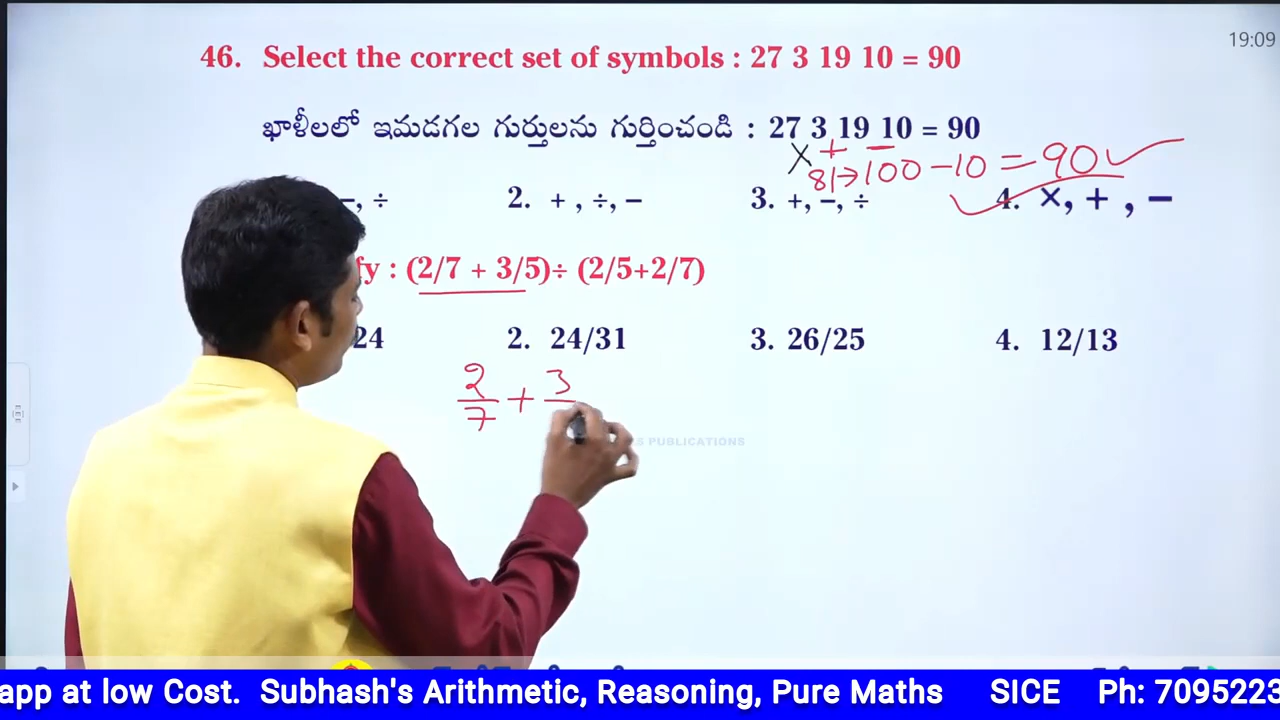 19:09
46. Select the correct set of symbols : 27 3 19 10 = 90
ఖాళీలలో ఇమడగల గుర్తులను గుర్తించండి : 27 3 19 10 = 90
× +
81→100 -10 = 90
–, ÷ 2. + , ÷, – 3. +, –, ÷ 4. ×, + , –
fy : (2/7 + 3/5)÷ (2/5+2/7)
24 2. 24/31 3. 26/25 4. 12/13
2/7 + 3
S PUBLICATIONS
app at low Cost. Subhash's Arithmetic, Reasoning, Pure Maths SICE Ph: 7095223